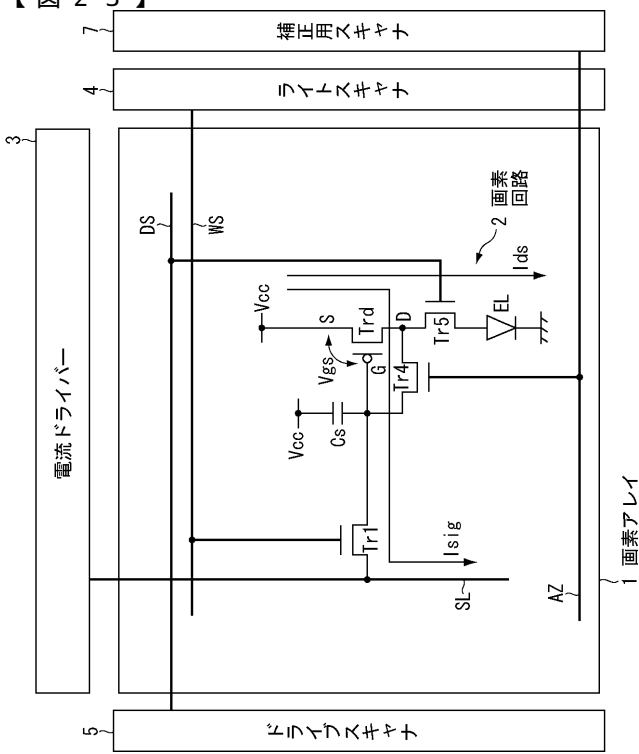 【図２５】
3
電流ドライバー
7
補正用スキャナ
4
ライトスキャナ
DS
WS
Vcc
S
Trd
Vgs
G
D
Vcc
Cs
Tr4
Tr5
EL
Ids
2 画素
回路
Tr1
Isig
SL
AZ
1 画素アレイ
5
ドライブスキャナ